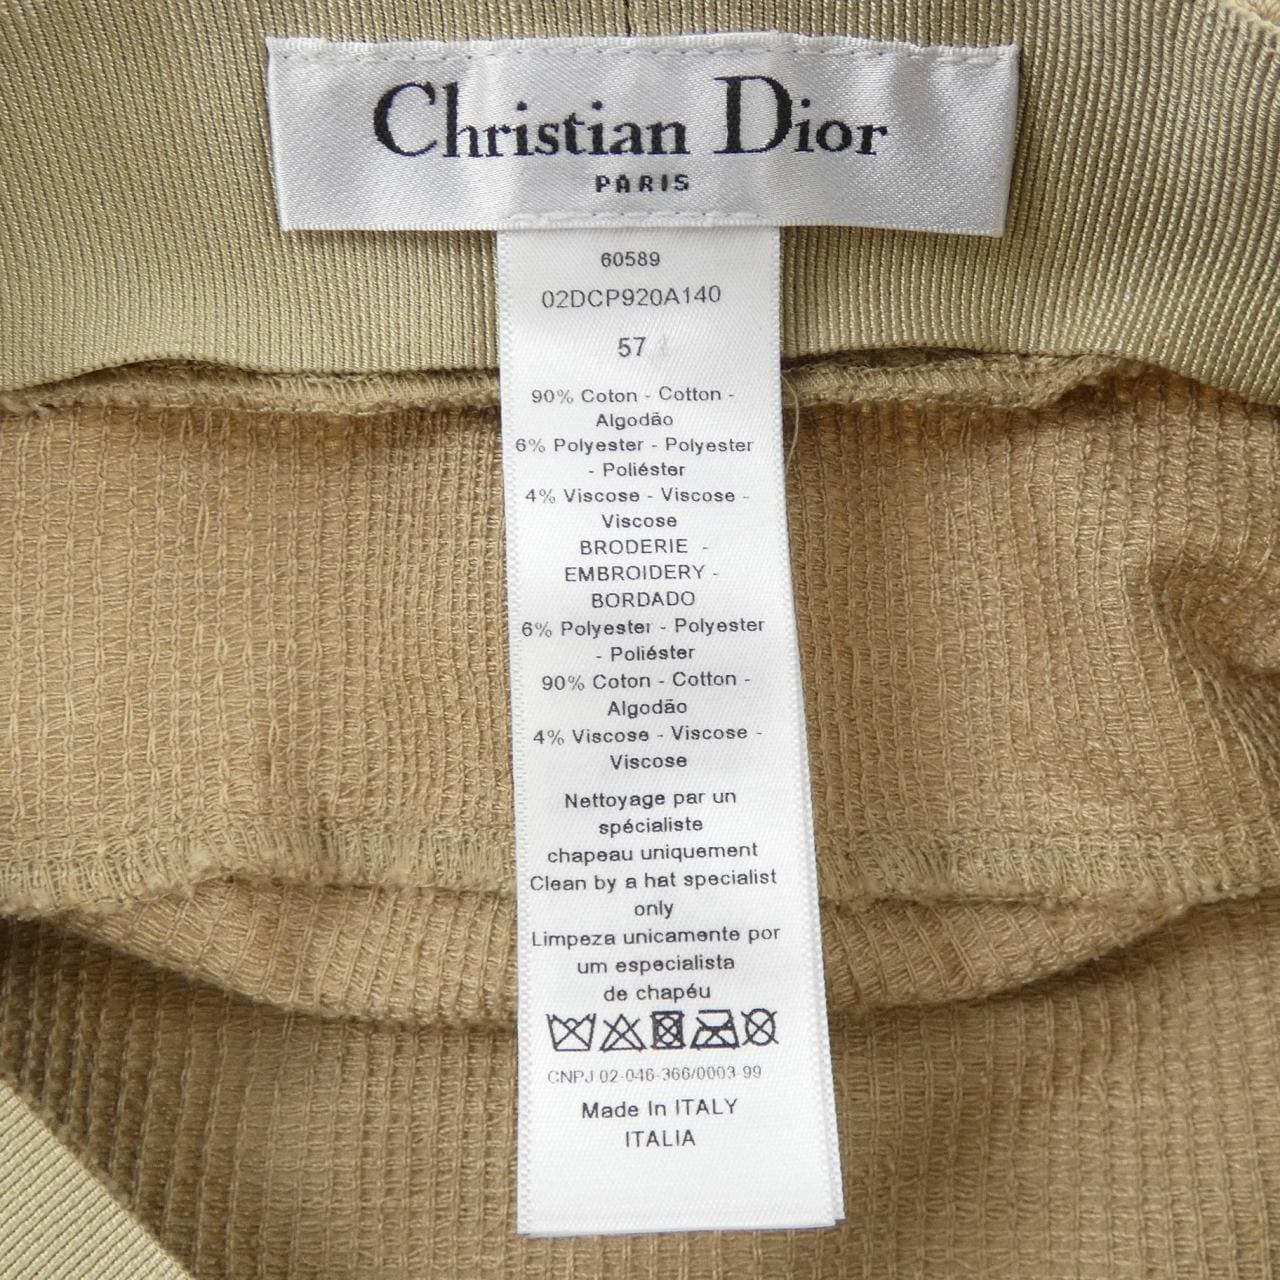 Christian Dior
PARIS
60589
02DCP920A140
57
90% Coton - Cotton -
Algodão
6% Polyester - Polyester
- Poliéster
4% Viscose - Viscose -
Viscose
BRODERIE -
EMBROIDERY -
BORDADO
6% Polyester - Polyester
- Poliéster
90% Coton - Cotton -
Algodão
4% Viscose - Viscose -
Viscose
Nettoyage par un
spécialiste
chapeau uniquement
Clean by a hat specialist
only
Limpeza unicamente por
um especialista
de chapéu
CNPJ 02-046-366/0003-99
Made In ITALY
ITALIA